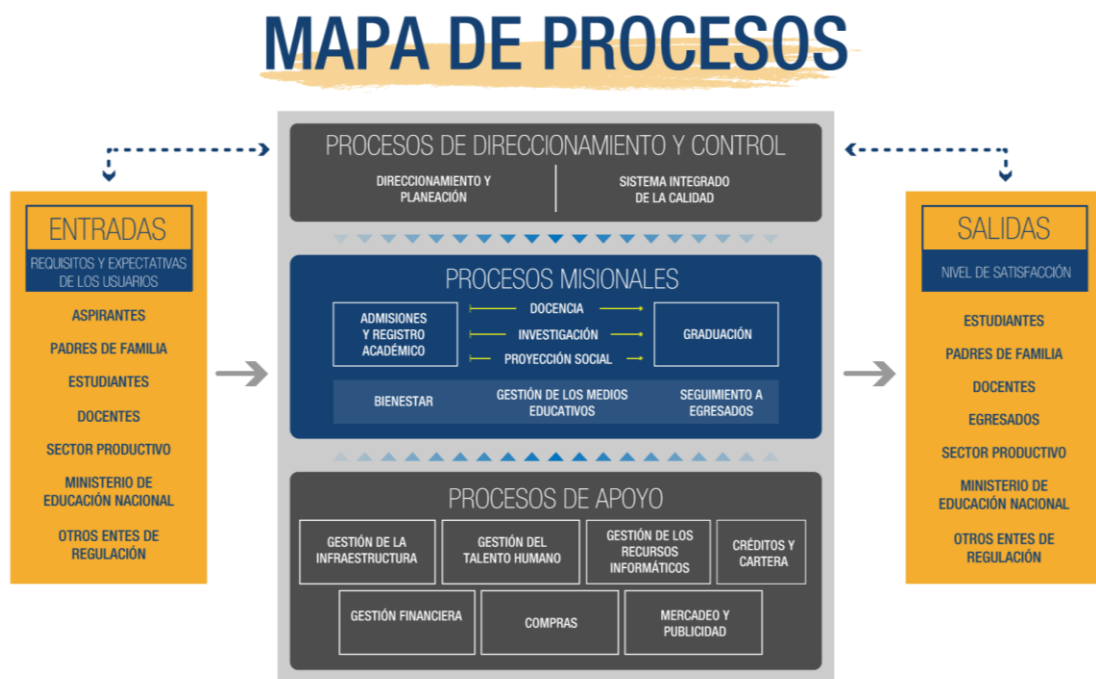 MAPA DE PROCESOS
ENTRADAS
REQUISITOS Y EXPECTATIVAS
DE LOS USUARIOS
ASPIRANTES
PADRES DE FAMILIA
ESTUDIANTES
DOCENTES
SECTOR PRODUCTIVO
MINISTERIO DE
EDUCACIÓN NACIONAL
OTROS ENTES DE
REGULACIÓN
PROCESOS DE DIRECCIONAMIENTO Y CONTROL
DIRECCIONAMIENTO Y
PLANEACIÓN
SISTEMA INTEGRADO
DE LA CALIDAD
PROCESOS MISIONALES
ADMISIONES
Y REGISTRO
ACADÉMICO
DOCENCIA
INVESTIGACIÓN
PROYECCIÓN SOCIAL
GRADUACIÓN
BIENESTAR
GESTIÓN DE LOS MEDIOS
EDUCATIVOS
SEGUIMIENTO A
EGRESADOS
PROCESOS DE APOYO
GESTIÓN DE LA
INFRAESTRUCTURA
GESTIÓN DEL
TALENTO HUMANO
GESTIÓN DE LOS
RECURSOS
INFORMÁTICOS
CRÉDITOS Y
CARTERA
GESTIÓN FINANCIERA
COMPRAS
MERCADEO Y
PUBLICIDAD
SALIDAS
NIVEL DE SATISFACCIÓN
ESTUDIANTES
PADRES DE FAMILIA
DOCENTES
EGRESADOS
SECTOR PRODUCTIVO
MINISTERIO DE
EDUCACIÓN NACIONAL
OTROS ENTES DE
REGULACIÓN